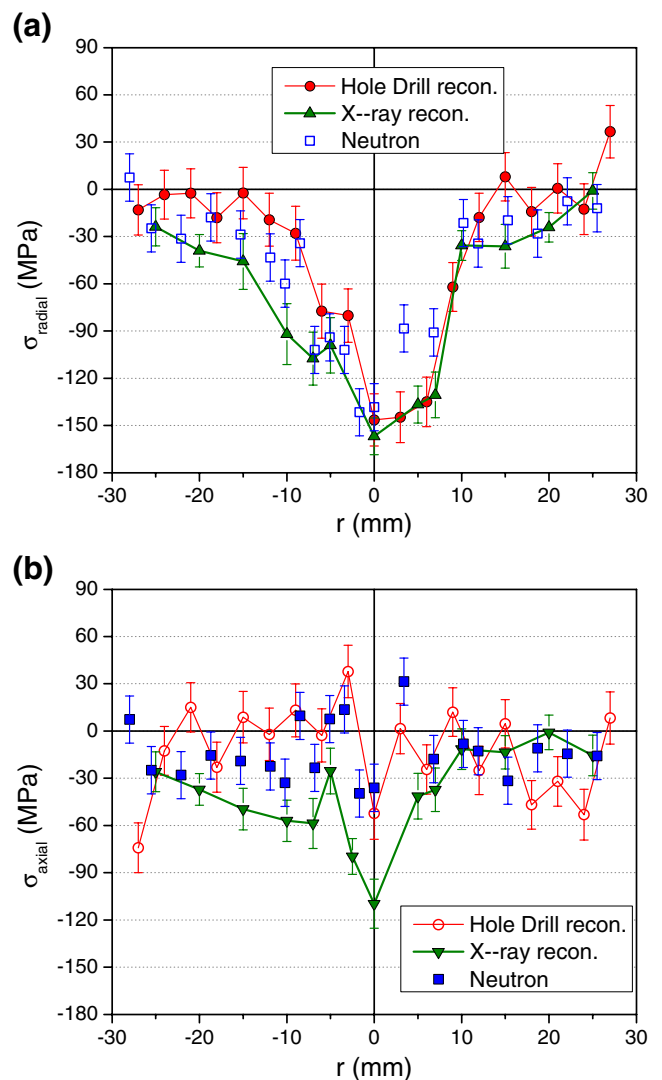 (a)
90
60
30
0
-30
-60
-90
-120
-150
-180
σradial (MPa)
Hole Drill recon.
X--ray recon.
Neutron
-30 -20 -10 0 10 20 30
r (mm)
(b)
90
60
30
0
-30
-60
-90
-120
-150
-180
σaxial (MPa)
Hole Drill recon.
X--ray recon.
Neutron
-30 -20 -10 0 10 20 30
r (mm)